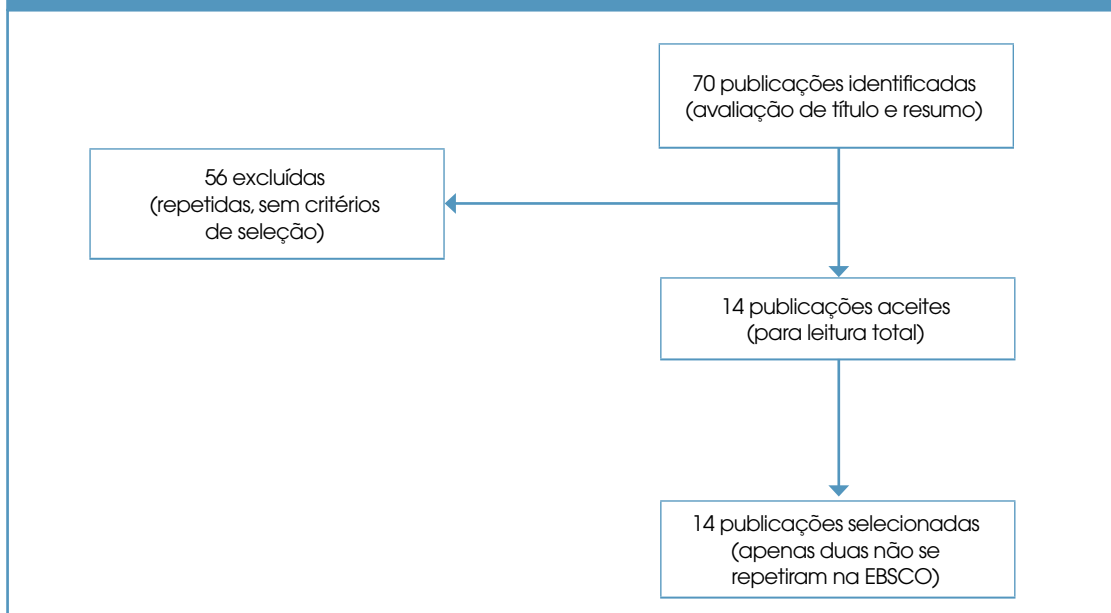 70 publicações identificadas
(avaliação de título e resumo)
56 excluídas
(repetidas, sem critérios
de seleção)
14 publicações aceites
(para leitura total)
14 publicações selecionadas
(apenas duas não se
repetiram na EBSCO)